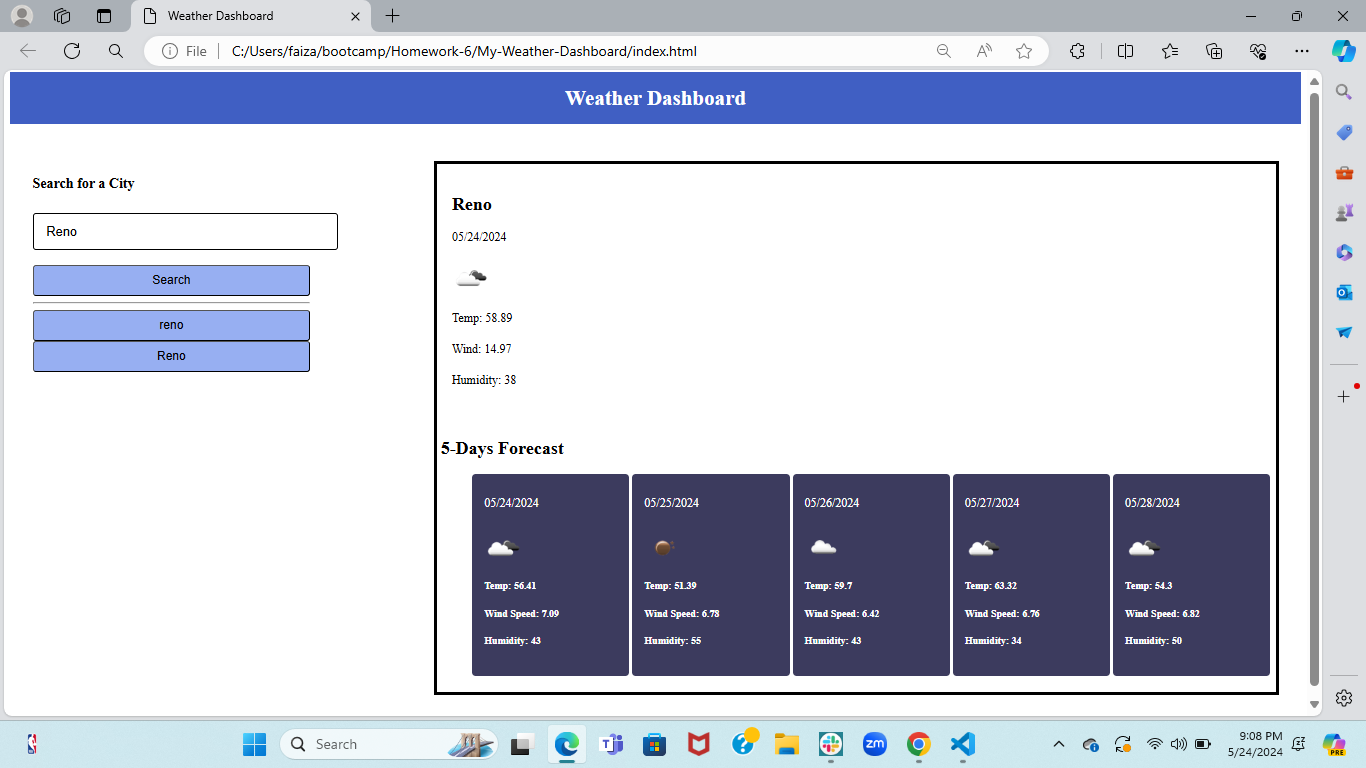 Weather Dashboard
File
C:/Users/faiza/bootcamp/Homework-6/My-Weather-Dashboard/index.html
Weather Dashboard
Search for a City
Reno
Search
reno
Reno
Reno
05/24/2024
Temp: 58.89
Wind: 14.97
Humidity: 38
5-Days Forecast
05/24/2024 05/25/2024 05/26/2024 05/27/2024 05/28/2024
Temp: 56.41 Temp: 51.39 Temp: 59.7 Temp: 63.32 Temp: 54.3
Wind Speed: 7.09 Wind Speed: 6.78 Wind Speed: 6.42 Wind Speed: 6.76 Wind Speed: 6.82
Humidity: 43 Humidity: 55 Humidity: 43 Humidity: 34 Humidity: 50
Search
zm
PRE
9:08 PM
5/24/2024